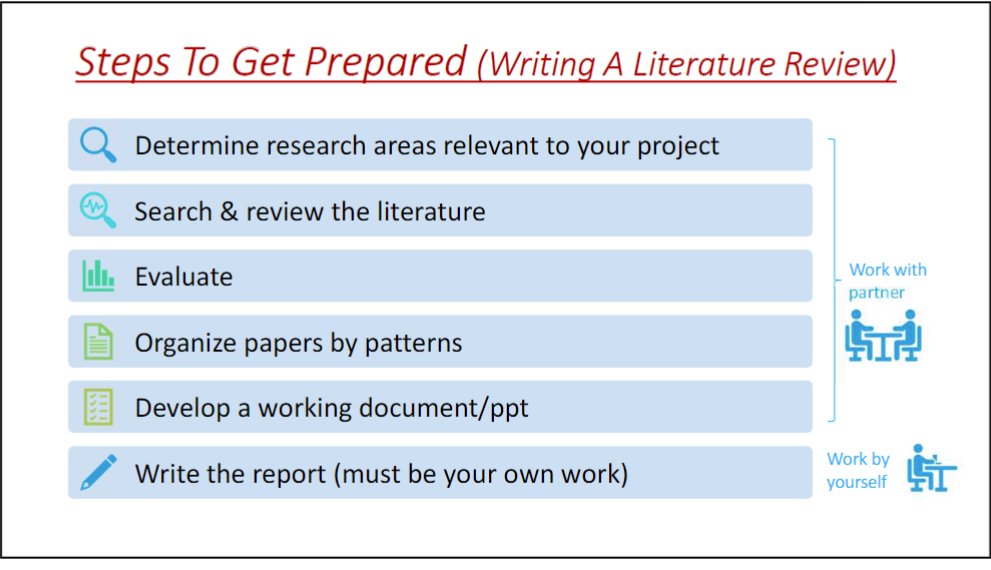 Steps To Get Prepared (Writing A Literature Review)
Determine research areas relevant to your project
Search & review the literature
Evaluate
Organize papers by patterns
Develop a working document/ppt
Work with
partner
Write the report (must be your own work)
Work by
yourself